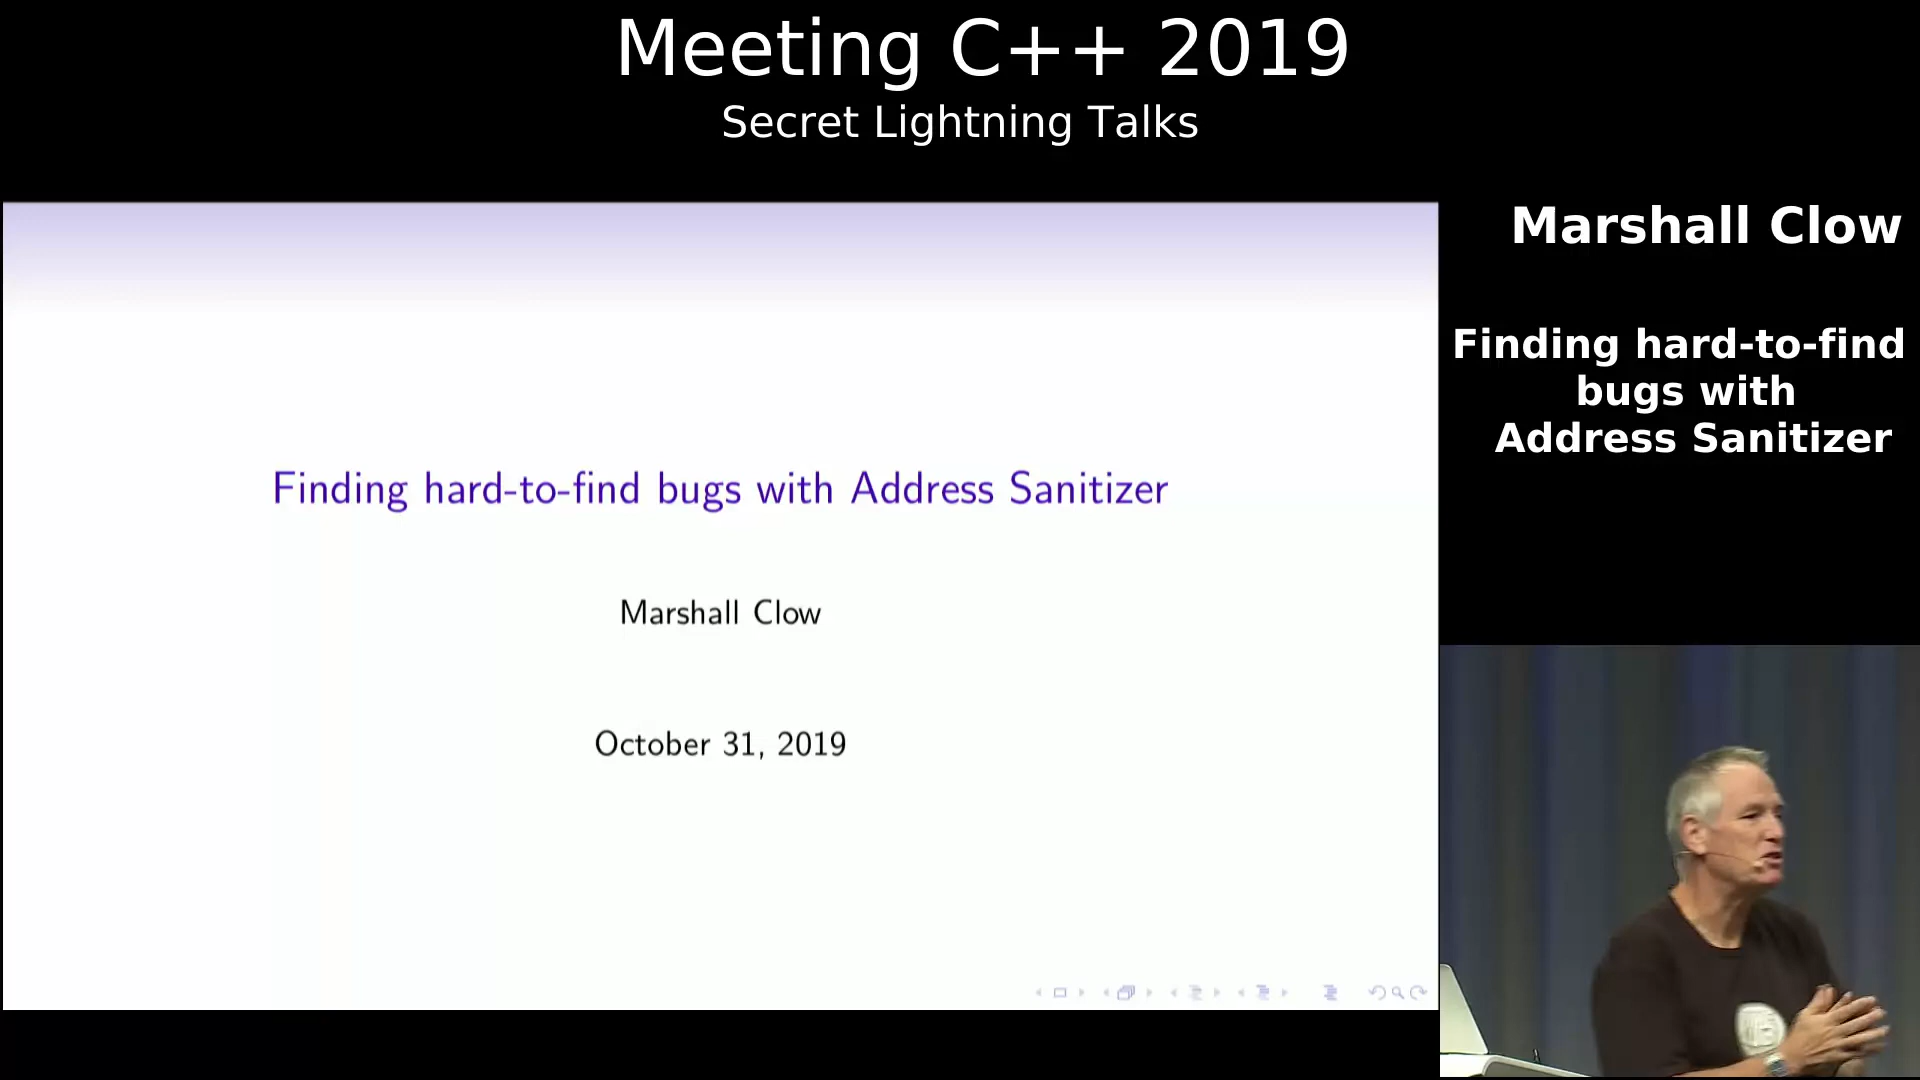 Meeting C++ 2019
Secret Lightning Talks
Marshall Clow
Finding hard-to-find
bugs with
Address Sanitizer
Finding hard-to-find bugs with Address Sanitizer
Marshall Clow
October 31, 2019